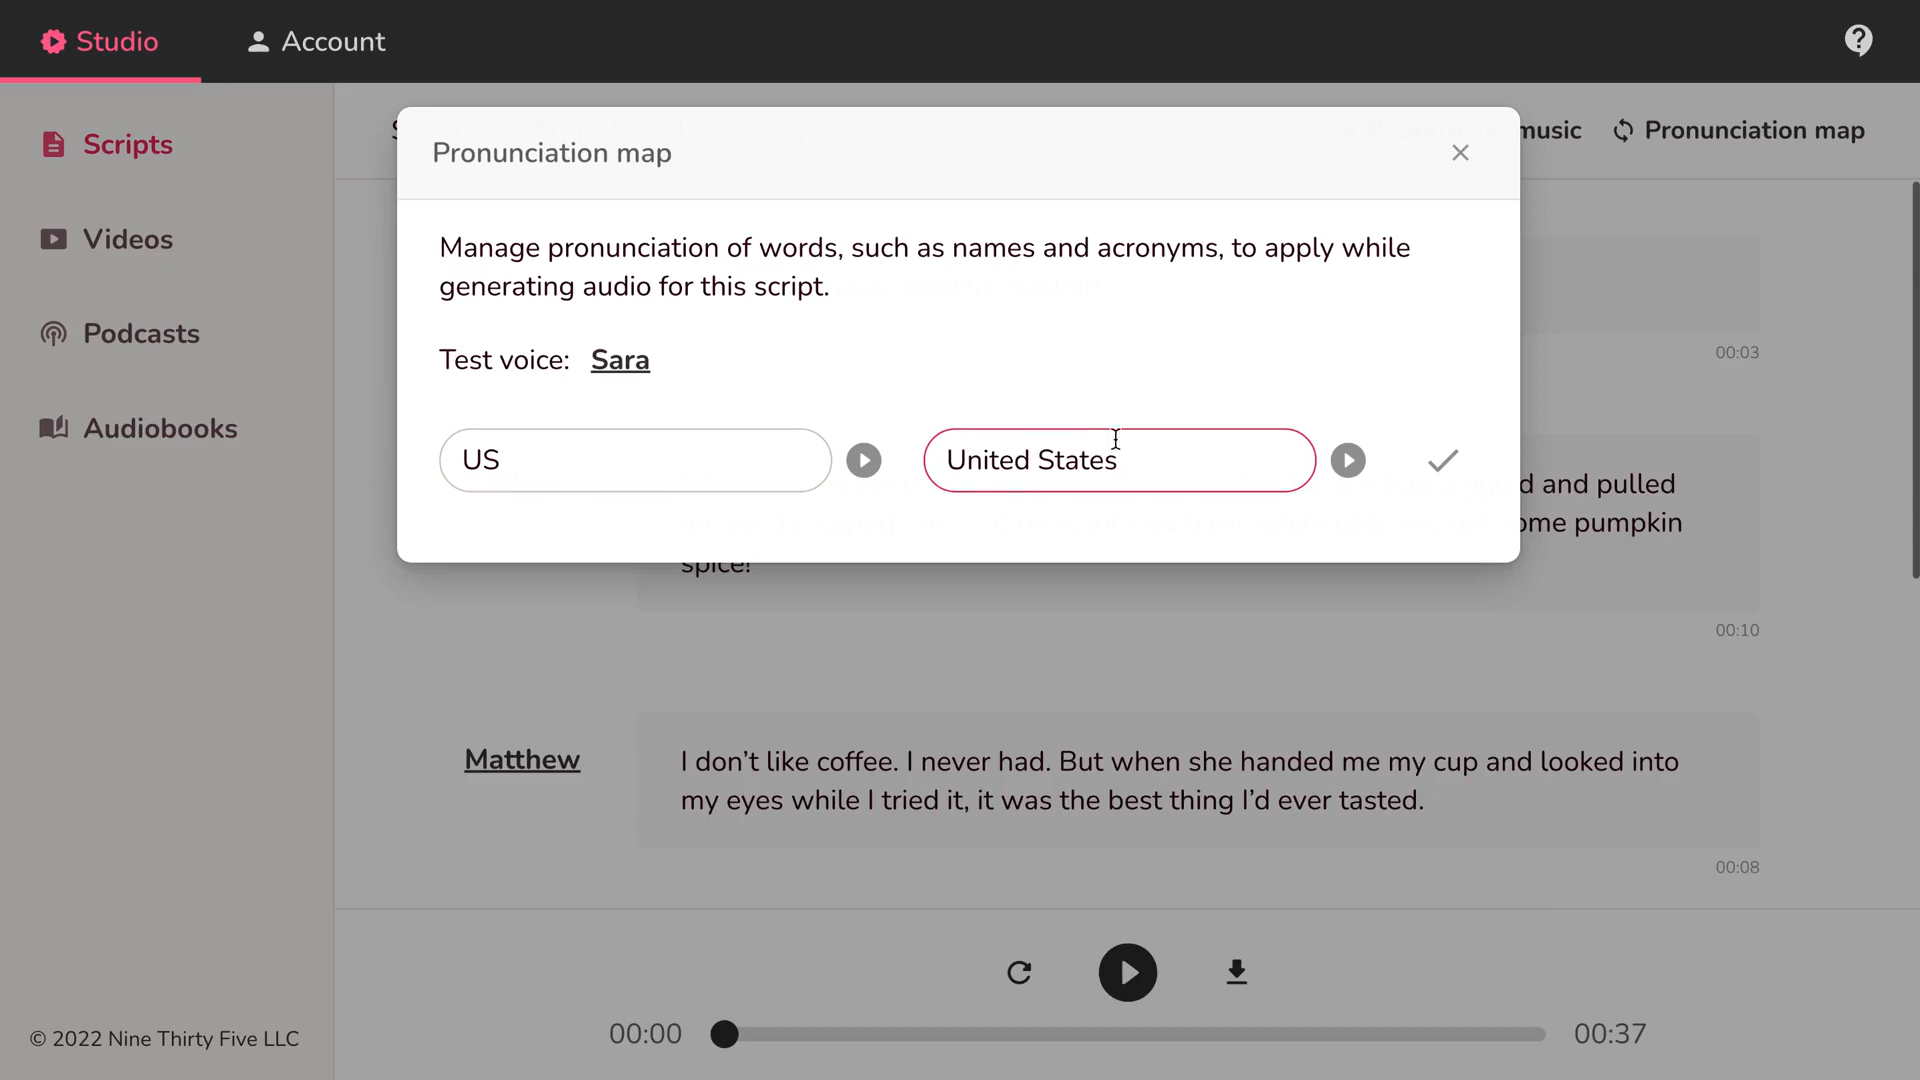 Studio
Account
Scripts
Videos
Podcasts
Audiobooks
© 2022 Nine Thirty Five LLC
music
Pronunciation map
Pronunciation map
Manage pronunciation of words, such as names and acronyms, to apply while
generating audio for this script.
Test voice: Sara
US
United States
00:03
and pulled
pumpkin
spice!
00:10
Matthew
I don’t like coffee. I never had. But when she handed me my cup and looked into
my eyes while I tried it, it was the best thing I’d ever tasted.
00:08
00:00
00:37